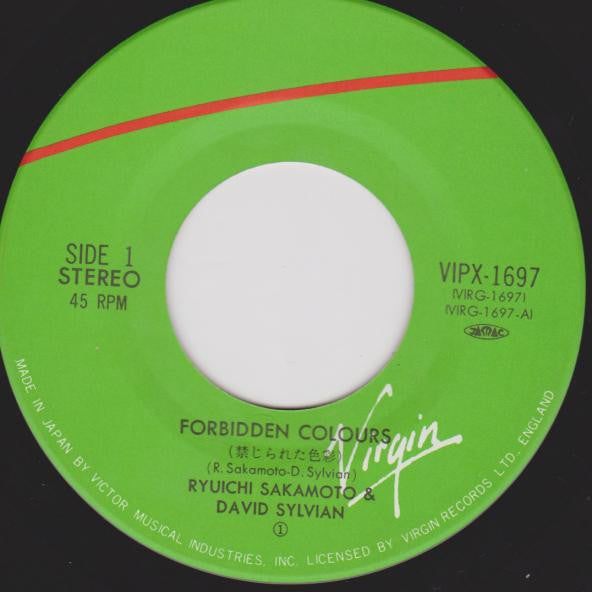 SIDE 1
STEREO
45 RPM
VIPX-1697
(VIRG-1697)
(VIRG-1697-A)
JASRAC
FORBIDDEN COLOURS
(禁じられた色彩)
(R. Sakamoto-D. Sylvian)
RYUICHI SAKAMOTO &
DAVID SYLVIAN
①
Virgin
MADE IN JAPAN BY VICTOR MUSICAL INDUSTRIES, INC. LICENSED BY VIRGIN RECORDS LTD., ENGLAND